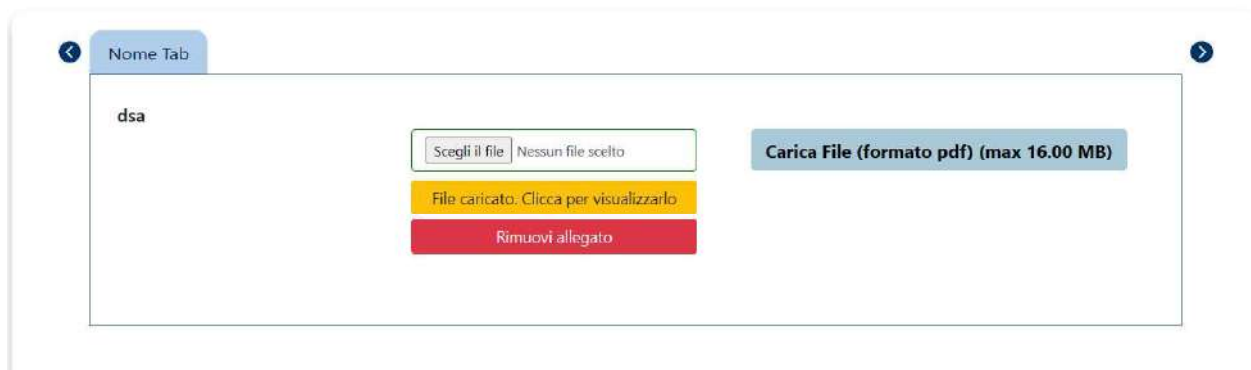 Nome Tab
dsa
Scegli il file Nessun file scelto
Carica File (formato pdf) (max 16.00 MB)
File caricato. Clicca per visualizzarlo
Rimuovi allegato